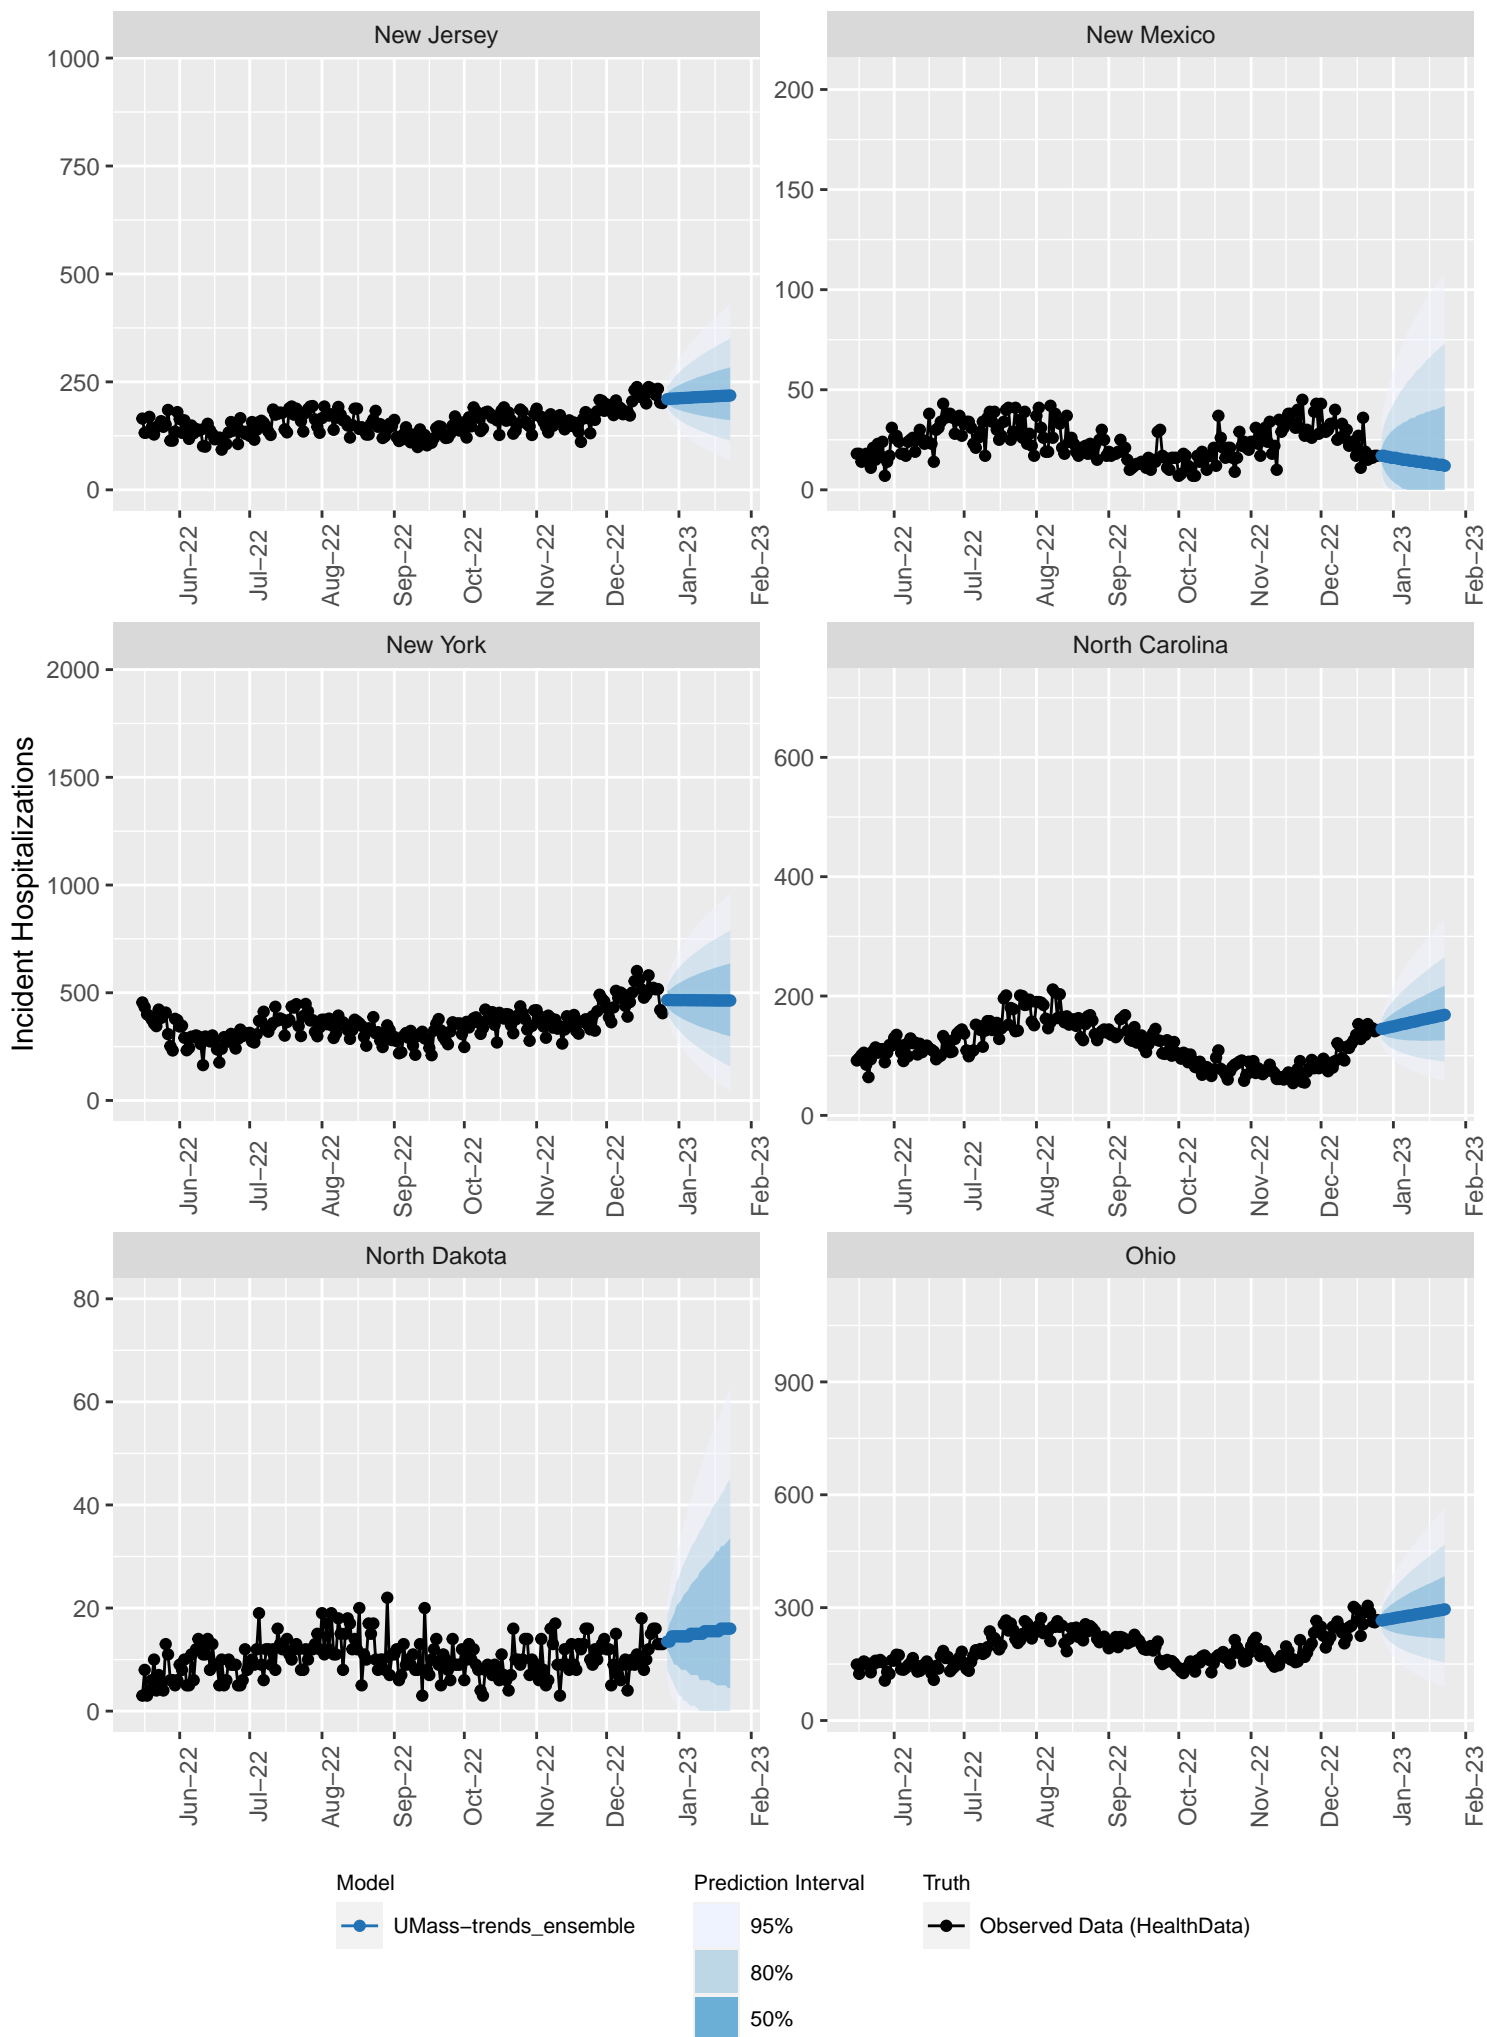 New Jersey
New Mexico
1000
750
500
250
0
200
150
100
50
0
Jun−22
Jul−22
Aug−22
Sep−22
Oct−22
Nov−22
Dec−22
Jan−23
Feb−23
Jun−22
Jul−22
Aug−22
Sep−22
Oct−22
Nov−22
Dec−22
Jan−23
Feb−23
Incident Hospitalizations
New York
North Carolina
2000
1500
1000
500
0
600
400
200
0
Jun−22
Jul−22
Aug−22
Sep−22
Oct−22
Nov−22
Dec−22
Jan−23
Feb−23
Jun−22
Jul−22
Aug−22
Sep−22
Oct−22
Nov−22
Dec−22
Jan−23
Feb−23
North Dakota
Ohio
80
60
40
20
0
900
600
300
0
Jun−22
Jul−22
Aug−22
Sep−22
Oct−22
Nov−22
Dec−22
Jan−23
Feb−23
Jun−22
Jul−22
Aug−22
Sep−22
Oct−22
Nov−22
Dec−22
Jan−23
Feb−23
Model
UMass−trends_ensemble
Prediction Interval
95%
80%
50%
Truth
Observed Data (HealthData)